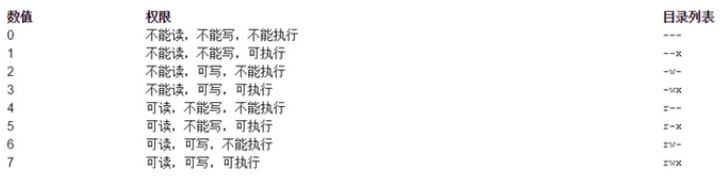 数值 权限 目录列表
0 不能读，不能写，不能执行 ---
1 不能读，不能写，可执行 --x
2 不能读，可写，不能执行 -w-
3 不能读，可写，可执行 -wx
4 可读，不能写，不能执行 r--
5 可读，不能写，可执行 r-x
6 可读，可写，不能执行 rw-
7 可读，可写，可执行 rwx